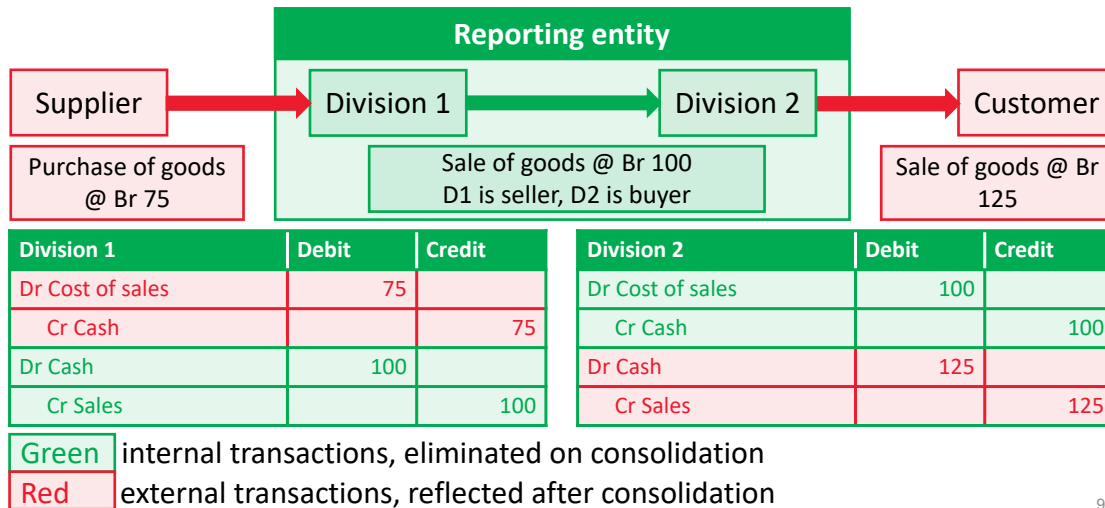 Reporting entity
Supplier
Division 1
Division 2
Customer
Purchase of goods
@ Br 75
Sale of goods @ Br 100
D1 is seller, D2 is buyer
Sale of goods @ Br
125
Division 1 Debit Credit
Dr Cost of sales 75
Cr Cash 75
Dr Cash 100
Cr Sales 100
Division 2 Debit Credit
Dr Cost of sales 100
Cr Cash 100
Dr Cash 125
Cr Sales 125
Green internal transactions, eliminated on consolidation
Red external transactions, reflected after consolidation
9